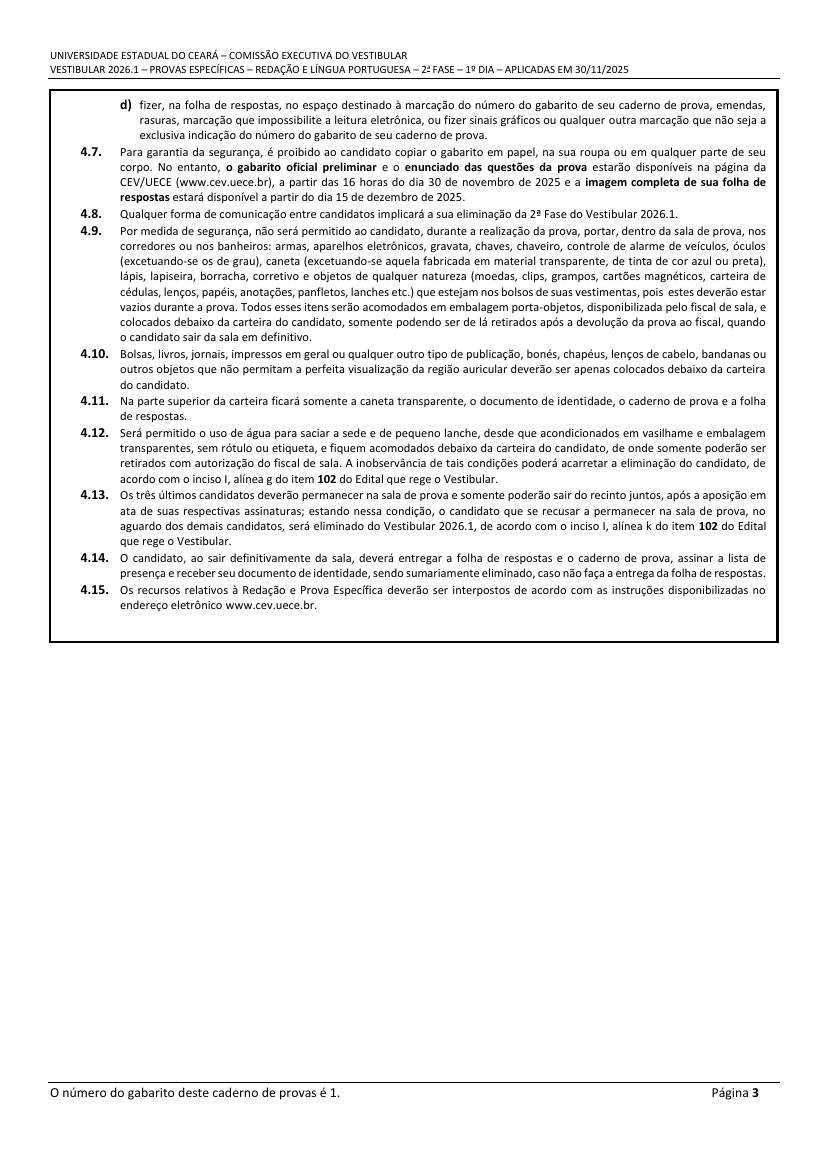 UNIVERSIDADE ESTADUAL DO CEARÁ – COMISSÃO EXECUTIVA DO VESTIBULAR
VESTIBULAR 2026.1 – PROVAS ESPECÍFICAS – REDAÇÃO E LÍNGUA PORTUGUESA – 2ª FASE – 1º DIA – APLICADAS EM 30/11/2025
d) fizer, na folha de respostas, no espaço destinado à marcação do número do gabarito de seu caderno de prova, emendas,
rasuras, marcação que impossibilite a leitura eletrônica, ou fizer sinais gráficos ou qualquer outra marcação que não seja a
exclusiva indicação do número do gabarito de seu caderno de prova.
4.7. Para garantia da segurança, é proibido ao candidato copiar o gabarito em papel, na sua roupa ou em qualquer parte de seu
corpo. No entanto, o gabarito oficial preliminar e o enunciado das questões da prova estarão disponíveis na página da
CEV/UECE (www.cev.uece.br), a partir das 16 horas do dia 30 de novembro de 2025 e a imagem completa de sua folha de
respostas estará disponível a partir do dia 15 de dezembro de 2025.
4.8. Qualquer forma de comunicação entre candidatos implicará a sua eliminação da 2ª Fase do Vestibular 2026.1.
4.9. Por medida de segurança, não será permitido ao candidato, durante a realização da prova, portar, dentro da sala de prova, nos
corredores ou nos banheiros: armas, aparelhos eletrônicos, gravata, chaves, chaveiro, controle de alarme de veículos, óculos
(excetuando-se os de grau), caneta (excetuando-se aquela fabricada em material transparente, de tinta de cor azul ou preta),
lápis, lapiseira, borracha, corretivo e objetos de qualquer natureza (moedas, clips, grampos, cartões magnéticos, carteira de
cédulas, lenços, papéis, anotações, panfletos, lanches etc.) que estejam nos bolsos de suas vestimentas, pois estes deverão estar
vazios durante a prova. Todos esses itens serão acomodados em embalagem porta-objetos, disponibilizada pelo fiscal de sala, e
colocados debaixo da carteira do candidato, somente podendo ser de lá retirados após a devolução da prova ao fiscal, quando
o candidato sair da sala em definitivo.
4.10. Bolsas, livros, jornais, impressos em geral ou qualquer outro tipo de publicação, bonés, chapéus, lenços de cabelo, bandanas ou
outros objetos que não permitam a perfeita visualização da região auricular deverão ser apenas colocados debaixo da carteira
do candidato.
4.11. Na parte superior da carteira ficará somente a caneta transparente, o documento de identidade, o caderno de prova e a folha
de respostas.
4.12. Será permitido o uso de água para saciar a sede e de pequeno lanche, desde que acondicionados em vasilhame e embalagem
transparentes, sem rótulo ou etiqueta, e fiquem acomodados debaixo da carteira do candidato, de onde somente poderão ser
retirados com autorização do fiscal de sala. A inobservância de tais condições poderá acarretar a eliminação do candidato, de
acordo com o inciso I, alínea g do item 102 do Edital que rege o Vestibular.
4.13. Os três últimos candidatos deverão permanecer na sala de prova e somente poderão sair do recinto juntos, após a aposição em
ata de suas respectivas assinaturas; estando nessa condição, o candidato que se recusar a permanecer na sala de prova, no
aguardo dos demais candidatos, será eliminado do Vestibular 2026.1, de acordo com o inciso I, alínea k do item 102 do Edital
que rege o Vestibular.
4.14. O candidato, ao sair definitivamente da sala, deverá entregar a folha de respostas e o caderno de prova, assinar a lista de
presença e receber seu documento de identidade, sendo sumariamente eliminado, caso não faça a entrega da folha de respostas.
4.15. Os recursos relativos à Redação e Prova Específica deverão ser interpostos de acordo com as instruções disponibilizadas no
endereço eletrônico www.cev.uece.br.
O número do gabarito deste caderno de provas é 1.
Página 3